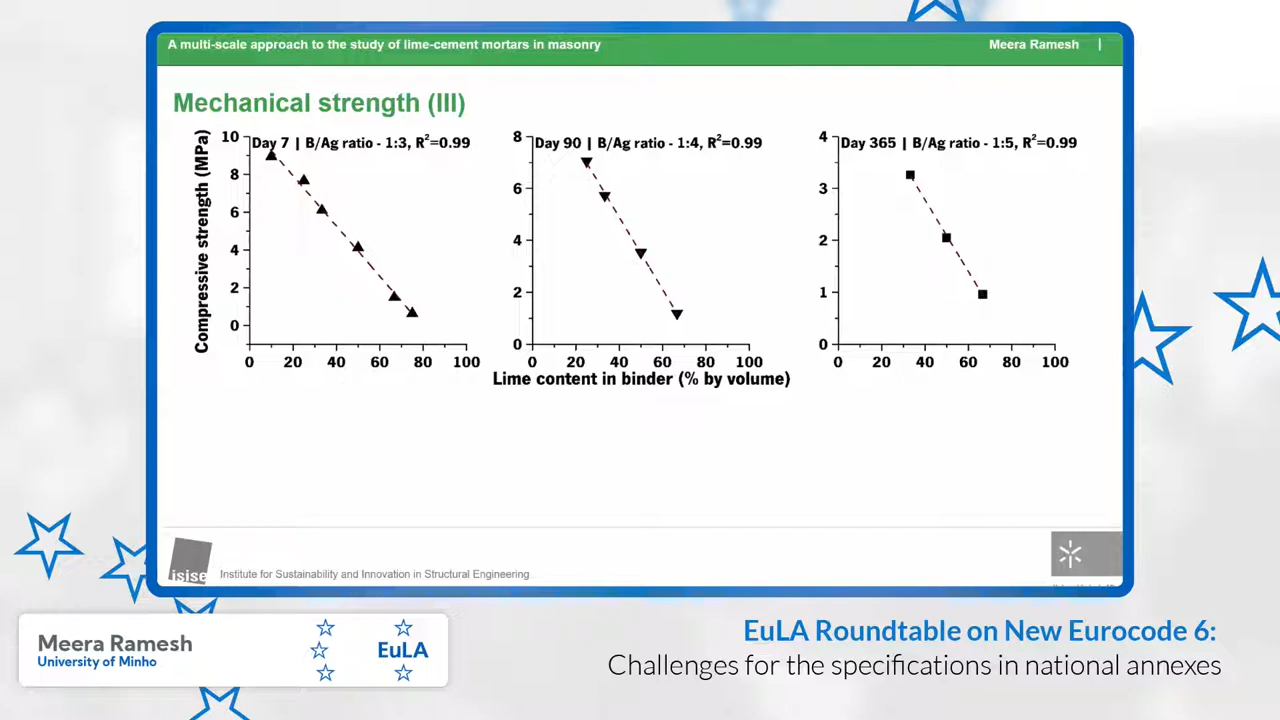 A multi-scale approach to the study of lime-cement mortars in masonry
Meera Ramesh |
Mechanical strength (III)
Compressive strength (MPa)
Day 7 | B/Ag ratio - 1:3, R²=0.99
10
8
6
4
2
0
0 20 40 60 80 100
Day 90 | B/Ag ratio - 1:4, R²=0.99
8
6
4
2
0
0 20 40 60 80 100
Day 365 | B/Ag ratio - 1:5, R²=0.99
4
3
2
1
0
0 20 40 60 80 100
Lime content in binder (% by volume)
isise
Institute for Sustainability and Innovation in Structural Engineering
Meera Ramesh
University of Minho
EuLA
EuLA Roundtable on New Eurocode 6:
Challenges for the specifications in national annexes